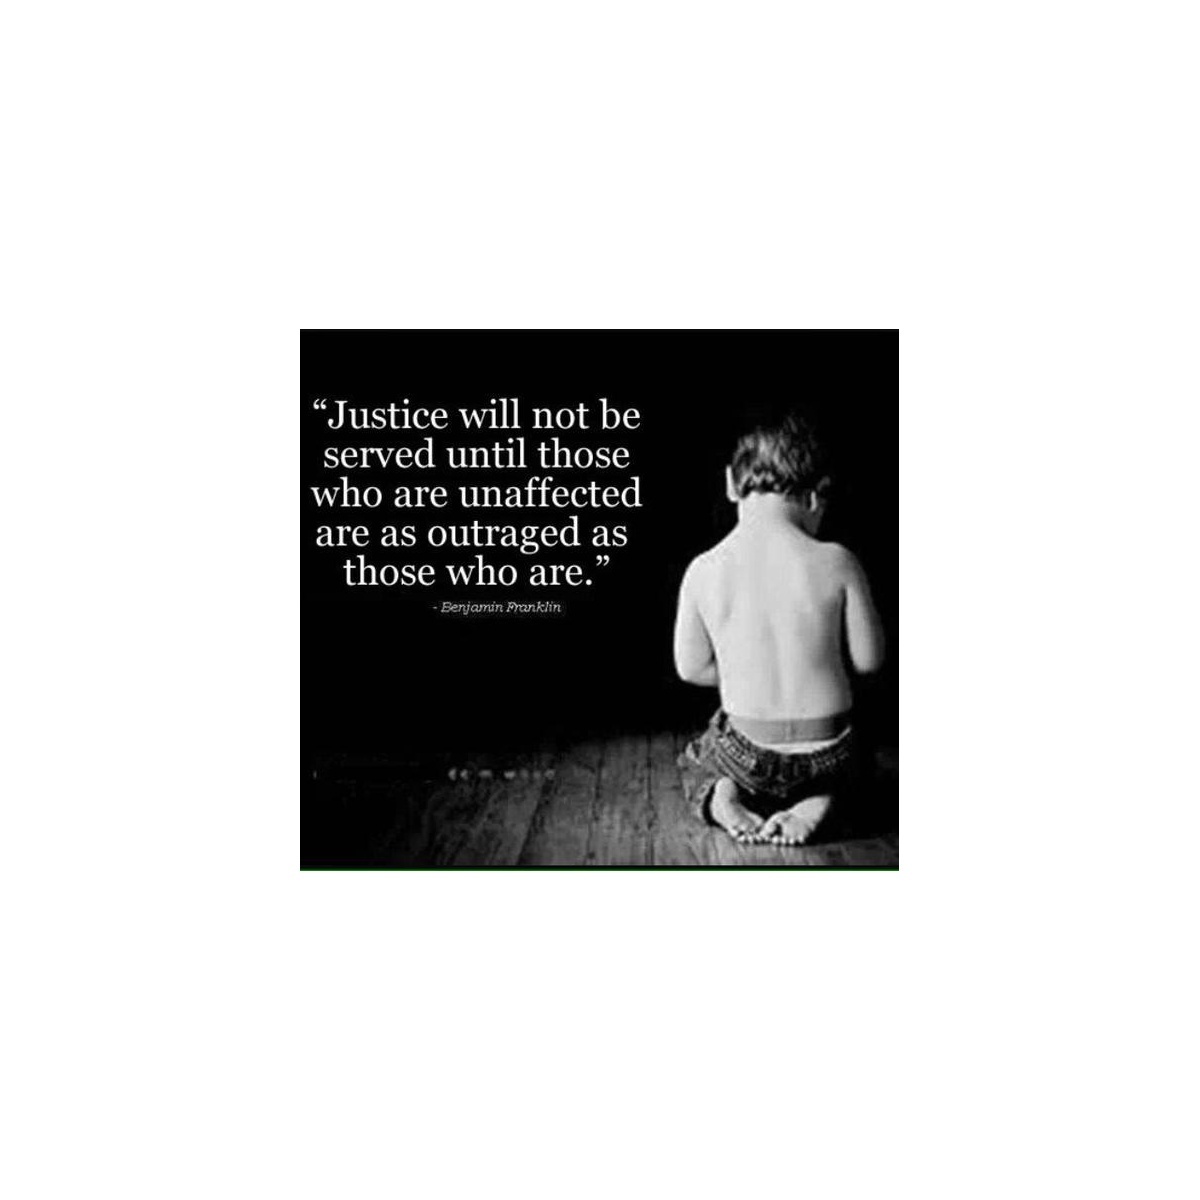 “Justice will not be
served until those
who are unaffected
are as outraged as
those who are.”
- Benjamin Franklin